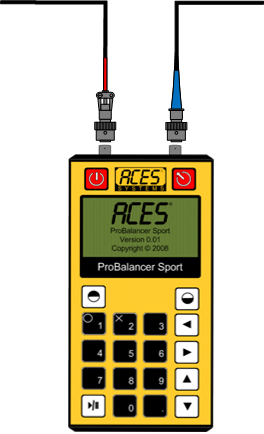 ACES
SYSTEMS
ACES®
ProBalancer Sport
Version 0.01
Copyright © 2008
ProBalancer Sport
1 2 3
4 5 6
7 8 9
0 .